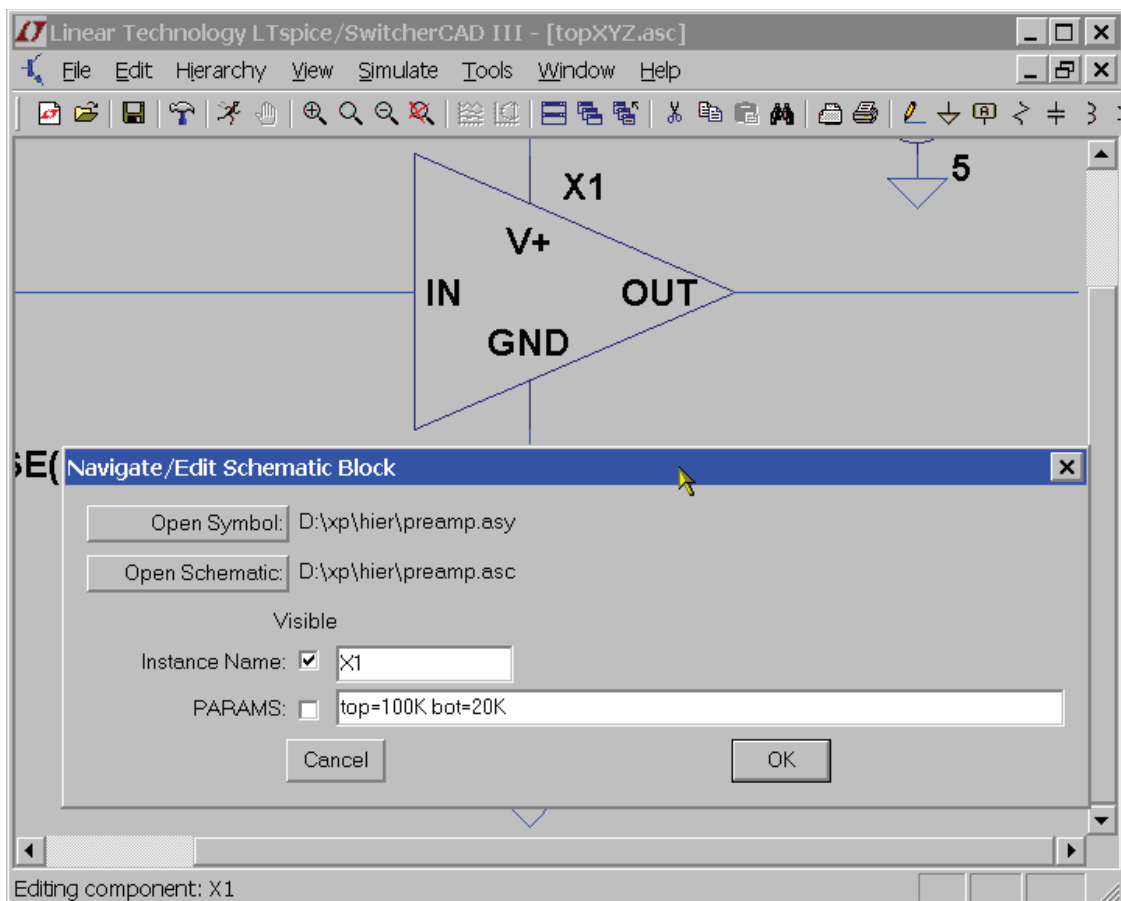 Linear Technology LTspice/SwitcherCAD III - [topXYZ.asc]
File Edit Hierarchy View Simulate Tools Window Help
X1
5
V+
IN
OUT
GND
SE(
Navigate/Edit Schematic Block
Open Symbol: D:\xp\hier\preamp.asy
Open Schematic: D:\xp\hier\preamp.asc
Visible
Instance Name: X1
PARAMS: top=100K bot=20K
Cancel OK
Editing component: X1